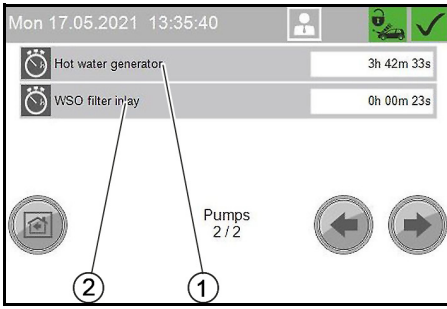 Mon 17.05.2021 13:35:40
Hot water generator 3h 42m 33s
WSO filter inlay 0h 00m 23s
Pumps
2 / 2
2 1